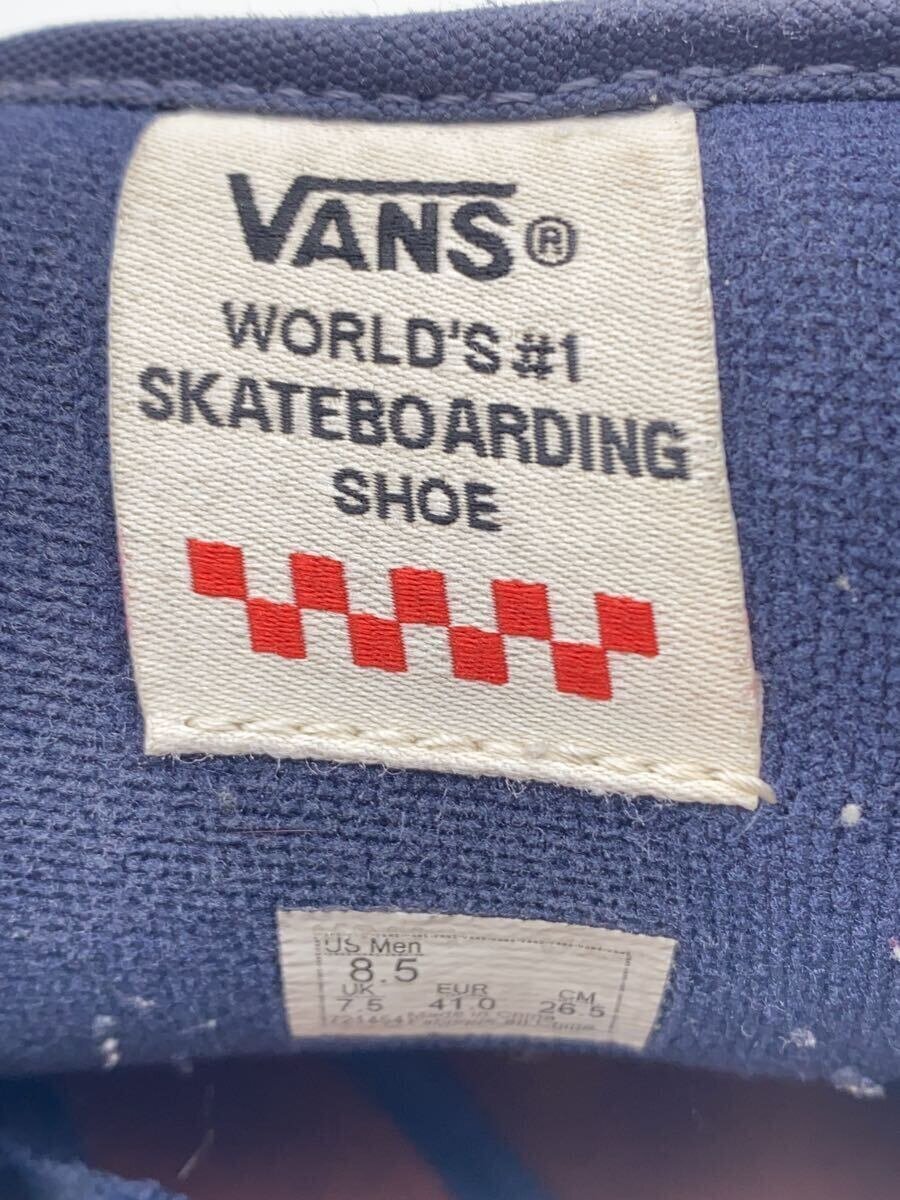 VANS®
WORLD'S #1
SKATEBOARDING
SHOE
US Men
8.5
UK EUR CM
7.5 41.0 26.5
Made in China